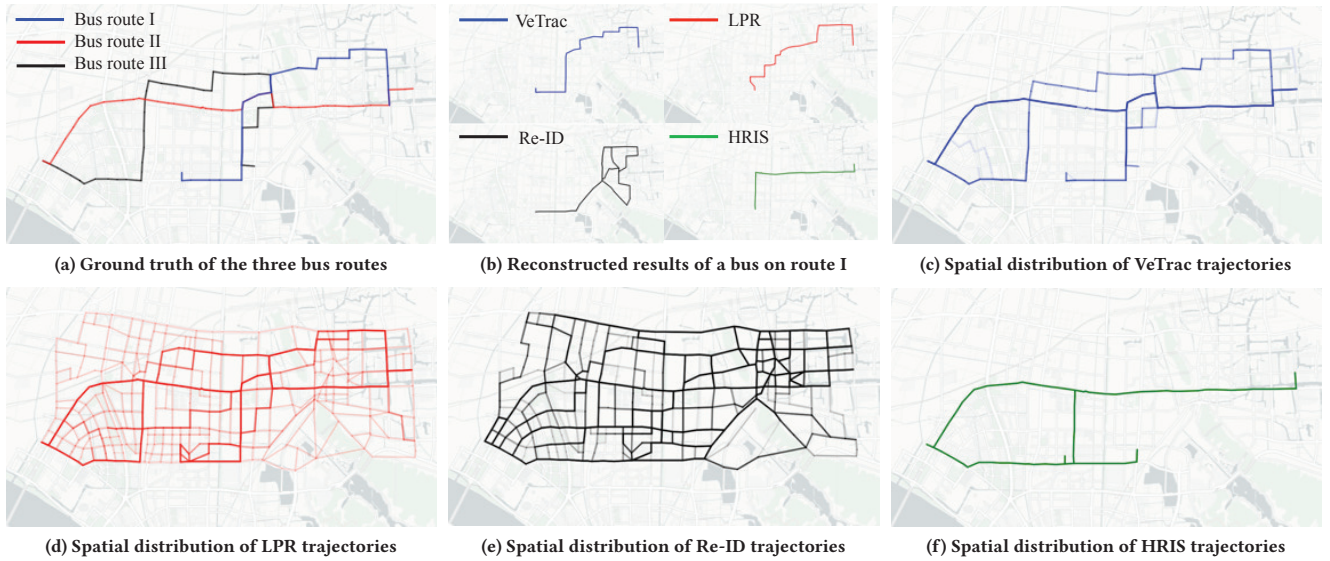 Bus route I
Bus route II
Bus route III
VeTrac
LPR
Re-ID
HRIS
(a) Ground truth of the three bus routes
(b) Reconstructed results of a bus on route I
(c) Spatial distribution of VeTrac trajectories
(d) Spatial distribution of LPR trajectories
(e) Spatial distribution of Re-ID trajectories
(f) Spatial distribution of HRIS trajectories